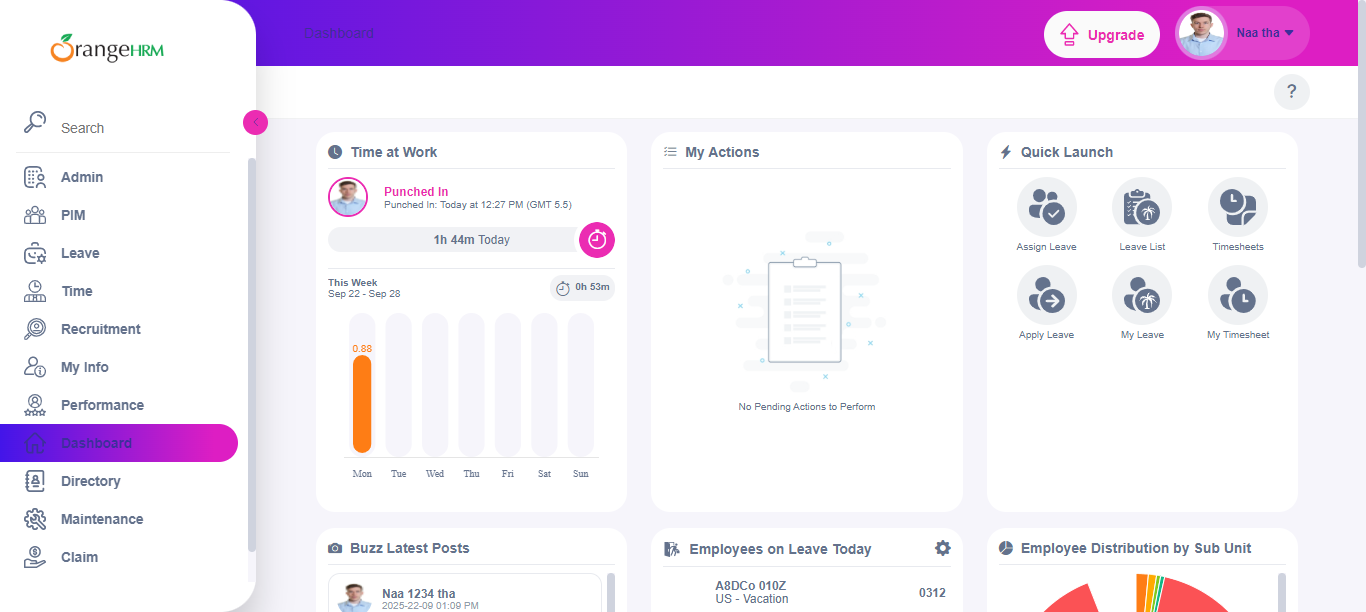 OrangeHRM
Dashboard
Upgrade
Naa tha
?
Search
Admin
PIM
Leave
Time
Recruitment
My Info
Performance
Dashboard
Directory
Maintenance
Claim
Time at Work
Punched In
Punched In: Today at 12:27 PM (GMT 5.5)
1h 44m Today
This Week
Sep 22 - Sep 28
0h 53m
0.88
Mon Tue Wed Thu Fri Sat Sun
My Actions
No Pending Actions to Perform
Quick Launch
Assign Leave Leave List Timesheets
Apply Leave My Leave My Timesheet
Buzz Latest Posts
Naa 1234 tha
2025-22-09 01:09 PM
Employees on Leave Today
A8DCo 010Z
US - Vacation
0312
Employee Distribution by Sub Unit